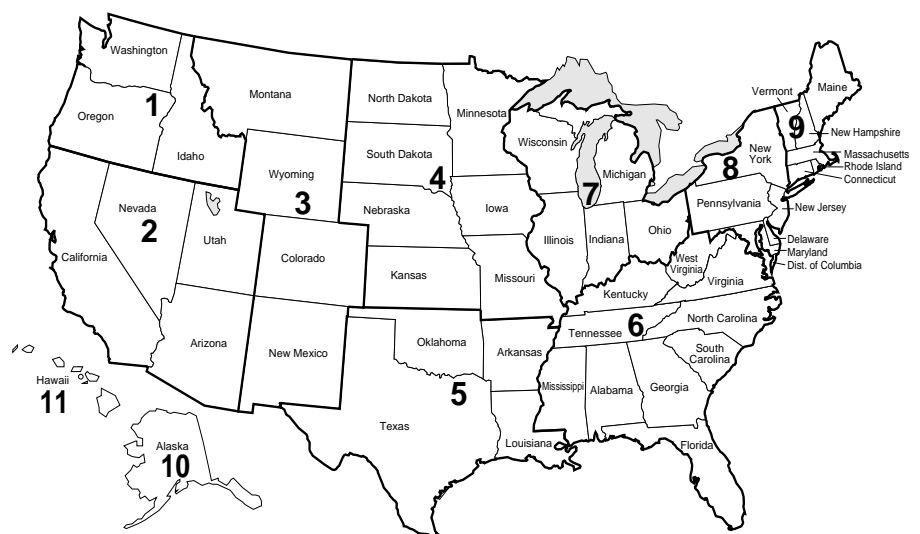 Washington
Vermont
Maine
Montana
North Dakota
Minnesota
1
Oregon
9
New Hampshire
Wisconsin
New
York
Massachusetts
Rhode Island
Connecticut
Idaho
South Dakota
4
8
Wyoming
3
Michigan
7
Pennsylvania
New Jersey
Nevada
2
Nebraska
Iowa
Utah
Illinois
Indiana
Ohio
Delaware
Maryland
Dist. of Columbia
California
Colorado
Kansas
Missouri
West
Virginia
Virginia
Kentucky
North Carolina
Tennessee
6
Arizona
New Mexico
Oklahoma
Arkansas
South
Carolina
Hawaii
11
5
Mississippi
Alabama
Georgia
Texas
Louisiana
Florida
Alaska
10